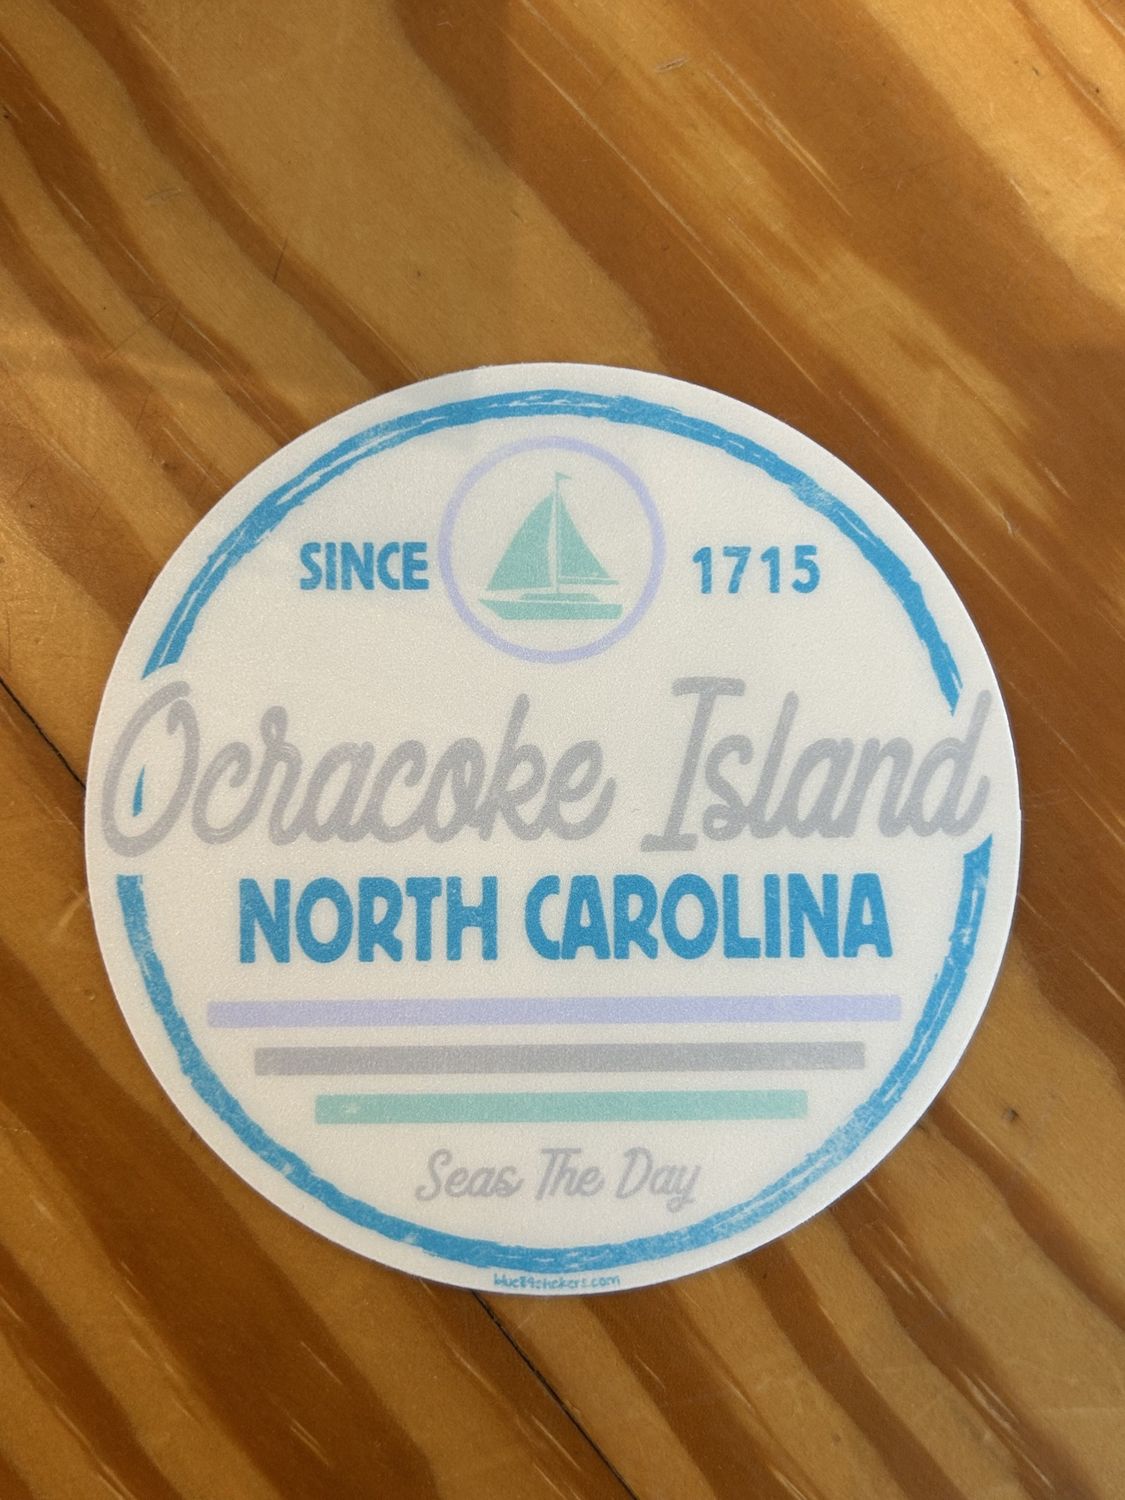 SINCE 1715
Ocracoke Island
NORTH CAROLINA
Seas The Day
blue84stickers.com